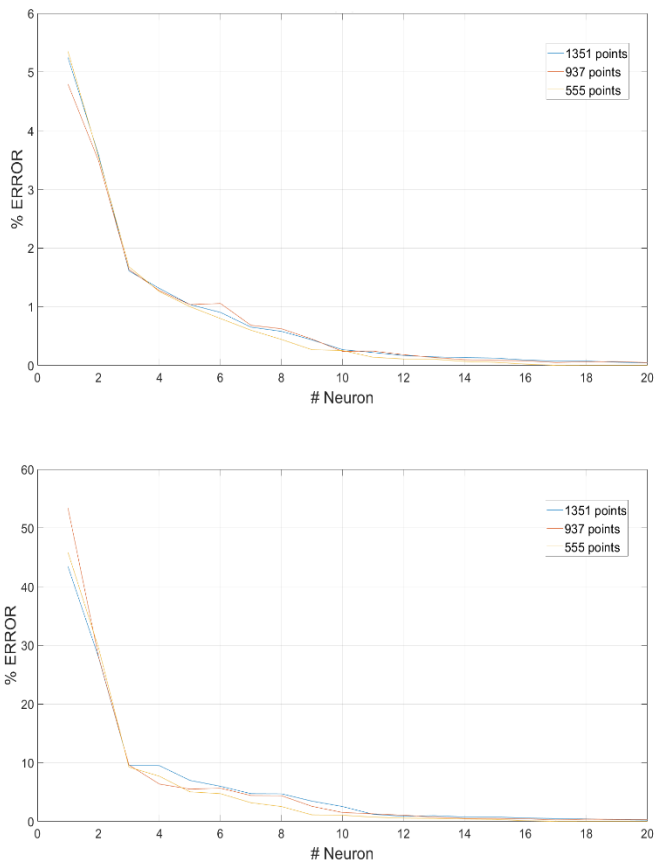 6
5
4
3
2
1
0
% ERROR
1351 points
937 points
555 points
0 2 4 6 8 10 12 14 16 18 20
# Neuron
60
50
40
30
20
10
0
% ERROR
1351 points
937 points
555 points
0 2 4 6 8 10 12 14 16 18 20
# Neuron